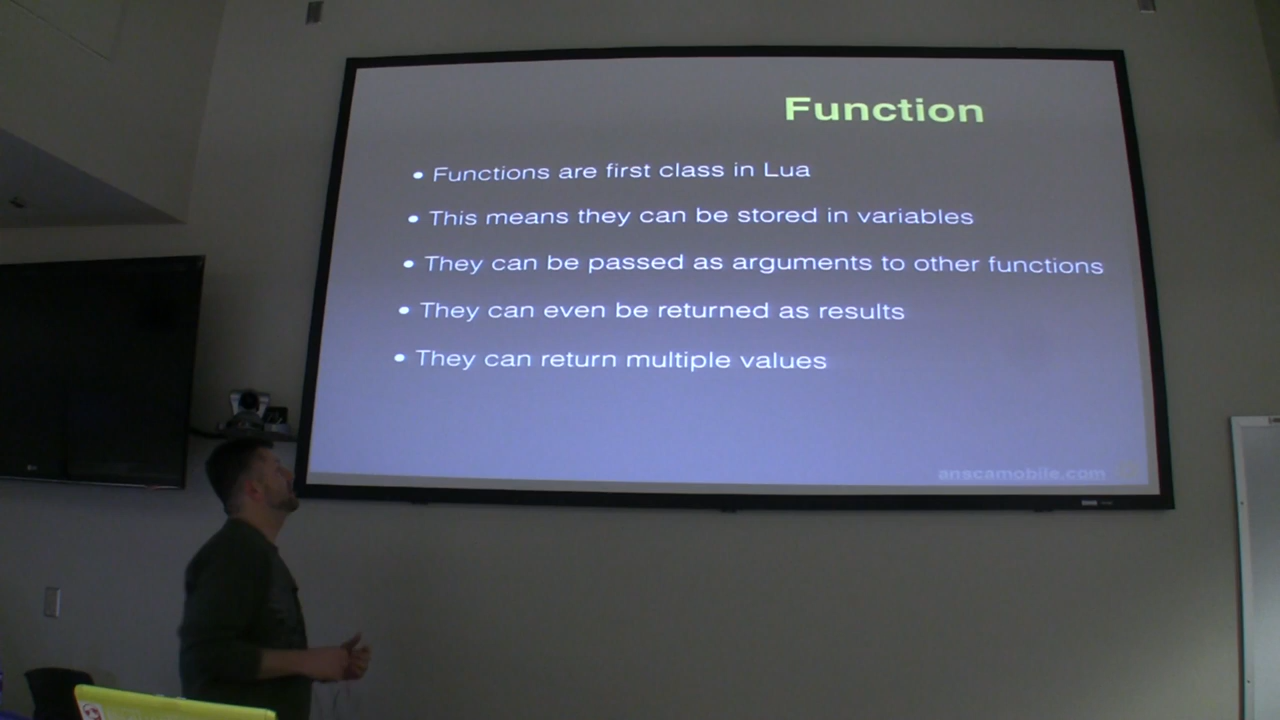 Function
• Functions are first class in Lua
• This means they can be stored in variables
• They can be passed as arguments to other functions
• They can even be returned as results
• They can return multiple values
anscamobile.com